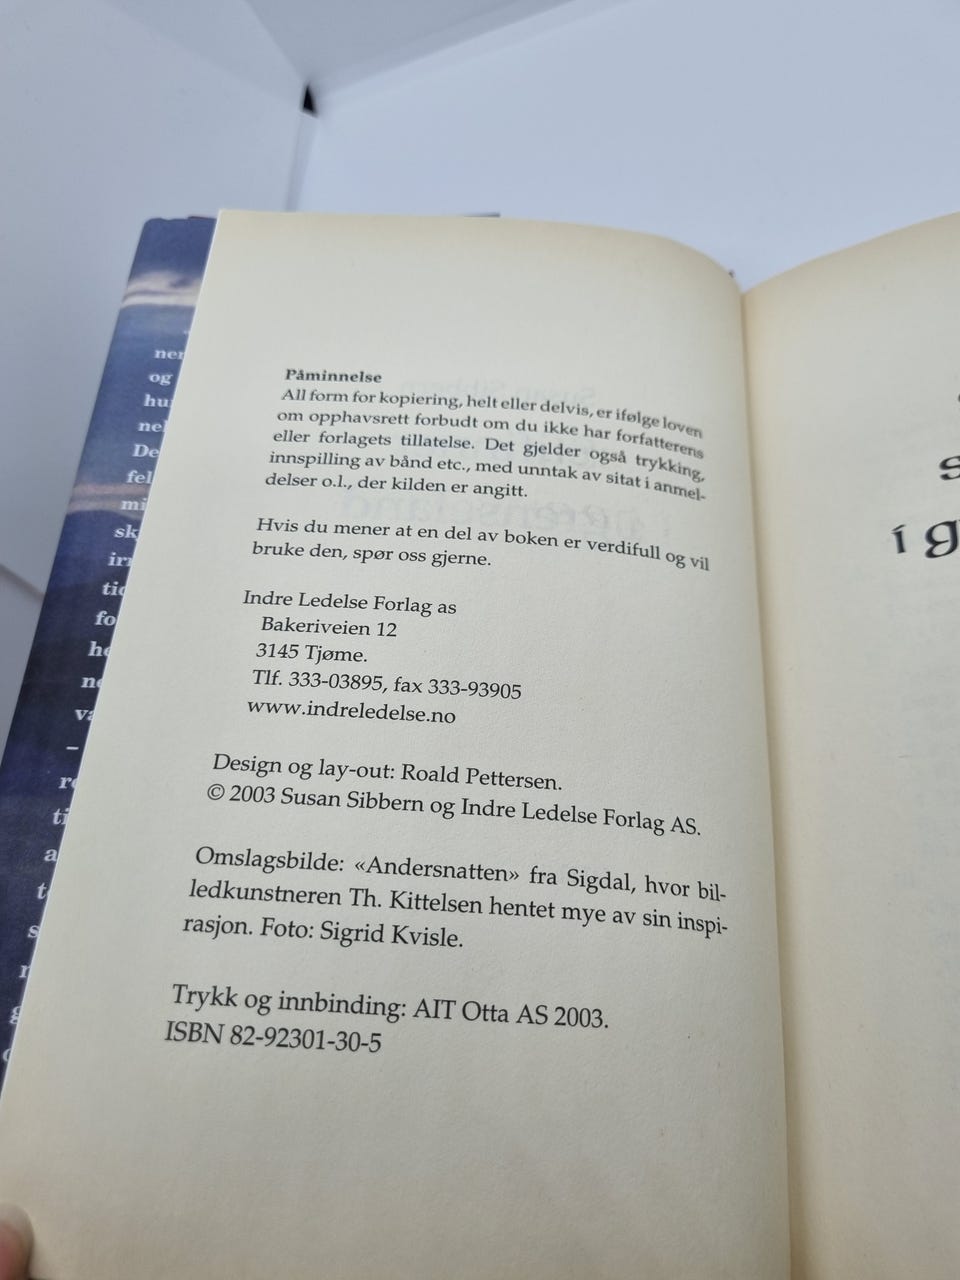 Påminnelse
All form for kopiering, helt eller delvis, er ifølge loven
om opphavsrett forbudt om du ikke har forfatterens
eller forlagets tillatelse. Det gjelder også trykking,
innspilling av bånd etc., med unntak av sitat i anmel-
delser o.l., der kilden er angitt.
Hvis du mener at en del av boken er verdifull og vil
bruke den, spør oss gjerne.
Indre Ledelse Forlag as
Bakeriveien 12
3145 Tjøme.
Tlf. 333-03895, fax 333-93905
www.indreledelse.no
Design og lay-out: Roald Pettersen.
© 2003 Susan Sibbern og Indre Ledelse Forlag AS.
Omslagsbilde: «Andersnatten» fra Sigdal, hvor bil-
ledkunstneren Th. Kittelsen hentet mye av sin inspi-
rasjon. Foto: Sigrid Kvisle.
Trykk og innbinding: AIT Otta AS 2003.
ISBN 82-92301-30-5
og
De
i